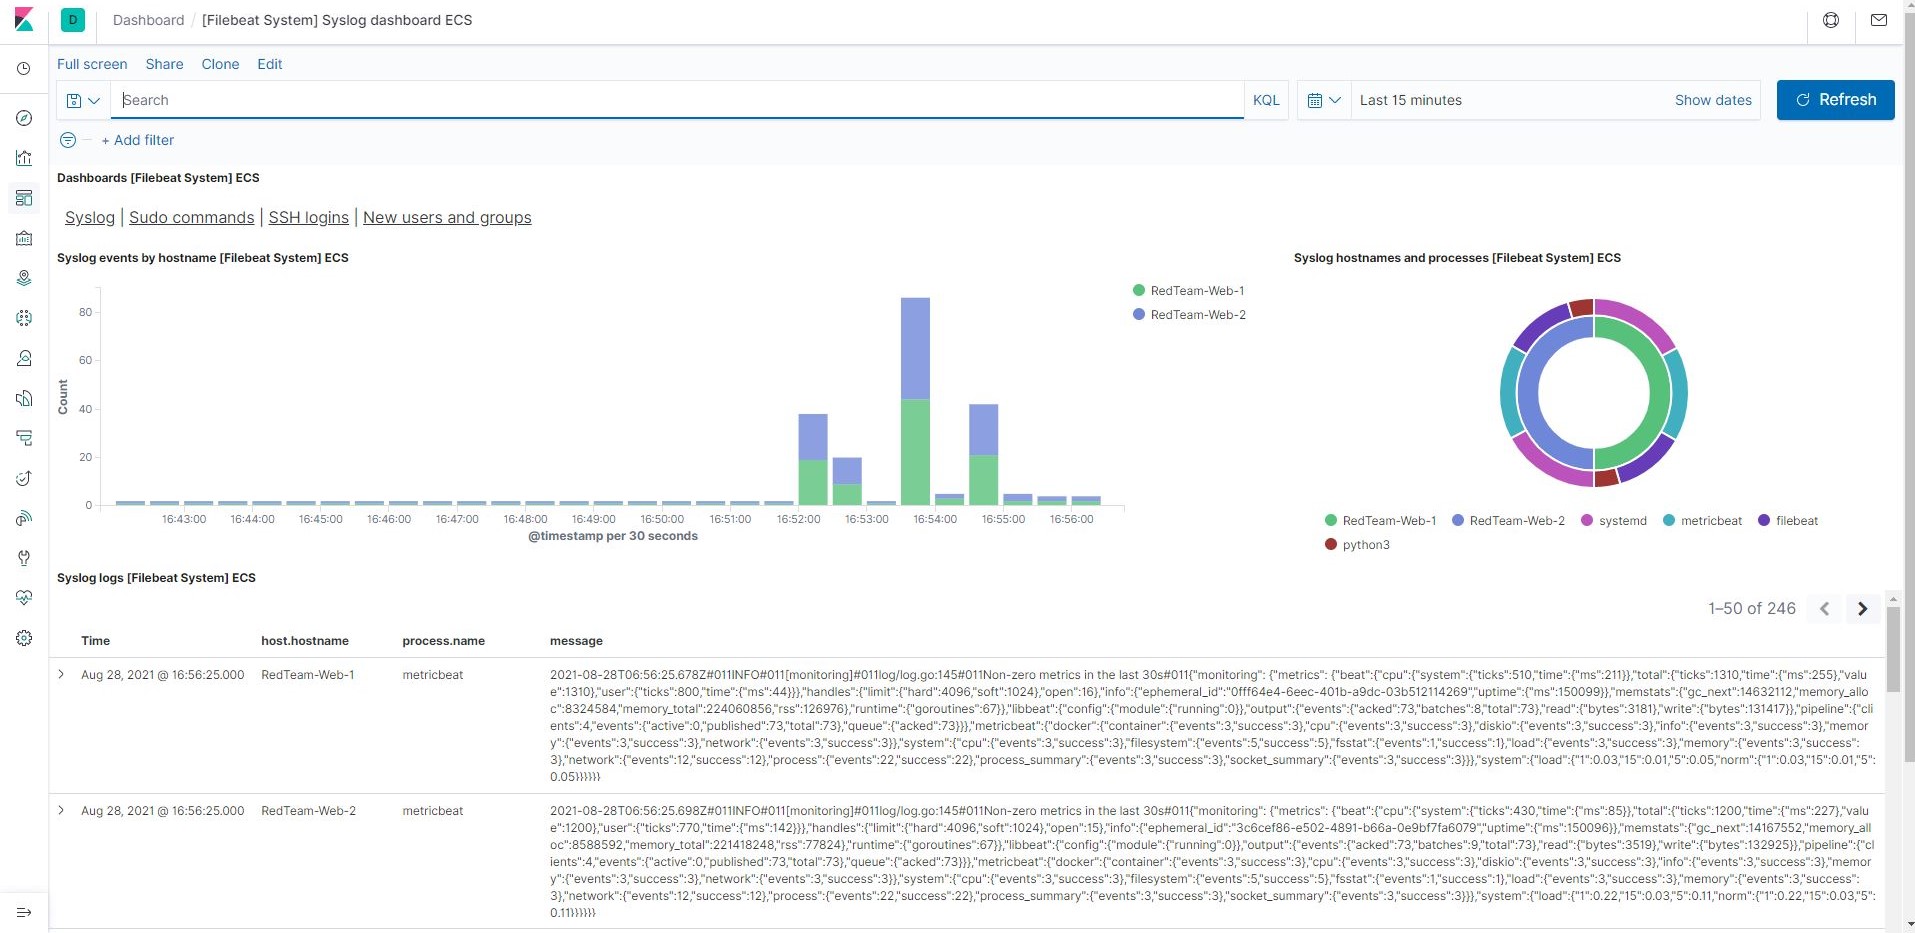 D Dashboard / [Filebeat System] Syslog dashboard ECS
Full screen Share Clone Edit
Search KQL Last 15 minutes Show dates Refresh
+ Add filter
Dashboards [Filebeat System] ECS
Syslog | Sudo commands | SSH logins | New users and groups
Syslog events by hostname [Filebeat System] ECS
80
60
40
20
0
Count
16:43:00 16:44:00 16:45:00 16:46:00 16:47:00 16:48:00 16:49:00 16:50:00 16:51:00 16:52:00 16:53:00 16:54:00 16:55:00 16:56:00
@timestamp per 30 seconds
RedTeam-Web-1
RedTeam-Web-2
Syslog hostnames and processes [Filebeat System] ECS
RedTeam-Web-1 RedTeam-Web-2 systemd metricbeat filebeat
python3
Syslog logs [Filebeat System] ECS
1–50 of 246
Time host.hostname process.name message
Aug 28, 2021 @ 16:56:25.000 RedTeam-Web-1 metricbeat 2021-08-28T06:56:25.678Z#011INFO#011[monitoring]#011log/log.go:145#011Non-zero metrics in the last 30s#011{"monitoring": {"metrics": {"beat":{"cpu":{"system":{"ticks":510,"time":{"ms":211}},"total":{"ticks":1310,"time":{"ms":255},"valu
e":1310},"user":{"ticks":800,"time":{"ms":44}}},"handles":{"limit":{"hard":4096,"soft":1024},"open":16},"info":{"ephemeral_id":"0fff64e4-6eec-401b-a9dc-03b512114269","uptime":{"ms":150099}},"memstats":{"gc_next":14632112,"memory_allo
c":8324584,"memory_total":224060856,"rss":126976},"runtime":{"goroutines":67}},"libbeat":{"config":{"module":{"running":0}},"output":{"events":{"acked":73,"batches":8,"total":73},"read":{"bytes":3181},"write":{"bytes":131417}},"pipeline":{"cli
ents":4,"events":{"active":0,"published":73,"total":73},"queue":{"acked":73}}},"metricbeat":{"docker":{"container":{"events":3,"success":3},"cpu":{"events":3,"success":3},"diskio":{"events":3,"success":3},"info":{"events":3,"success":3},"memor
y":{"events":3,"success":3},"network":{"events":3,"success":3}},"system":{"cpu":{"events":3,"success":3},"filesystem":{"events":5,"success":5},"fsstat":{"events":1,"success":1},"load":{"events":3,"success":3},"memory":{"events":3,"success":
3},"network":{"events":12,"success":12},"process":{"events":22,"success":22},"process_summary":{"events":3,"success":3},"socket_summary":{"events":3,"success":3}}},"system":{"load":{"1":0.03,"15":0.01,"5":0.05,"norm":{"1":0.03,"15":0.01,"5":
0.05}}}}}}
Aug 28, 2021 @ 16:56:25.000 RedTeam-Web-2 metricbeat 2021-08-28T06:56:25.698Z#011INFO#011[monitoring]#011log/log.go:145#011Non-zero metrics in the last 30s#011{"monitoring": {"metrics": {"beat":{"cpu":{"system":{"ticks":430,"time":{"ms":85}},"total":{"ticks":1200,"time":{"ms":227},"valu
e":1200},"user":{"ticks":770,"time":{"ms":142}}},"handles":{"limit":{"hard":4096,"soft":1024},"open":15},"info":{"ephemeral_id":"3c6cef86-e502-4891-b66a-0e9bf7fa6079","uptime":{"ms":150096}},"memstats":{"gc_next":14167552,"memory_all
oc":8588592,"memory_total":221418248,"rss":77824},"runtime":{"goroutines":67}},"libbeat":{"config":{"module":{"running":0}},"output":{"events":{"acked":73,"batches":9,"total":73},"read":{"bytes":3519},"write":{"bytes":132925}},"pipeline":{"cl
ients":4,"events":{"active":0,"published":73,"total":73},"queue":{"acked":73}}},"metricbeat":{"docker":{"container":{"events":3,"success":3},"cpu":{"events":3,"success":3},"diskio":{"events":3,"success":3},"info":{"events":3,"success":3},"memor
y":{"events":3,"success":3},"network":{"events":3,"success":3}},"system":{"cpu":{"events":3,"success":3},"filesystem":{"events":5,"success":5},"fsstat":{"events":1,"success":1},"load":{"events":3,"success":3},"memory":{"events":3,"success":
3},"network":{"events":12,"success":12},"process":{"events":22,"success":22},"process_summary":{"events":3,"success":3},"socket_summary":{"events":3,"success":3}}},"system":{"load":{"1":0.22,"15":0.03,"5":0.11,"norm":{"1":0.22,"15":0.03,"5":
0.11}}}}}}